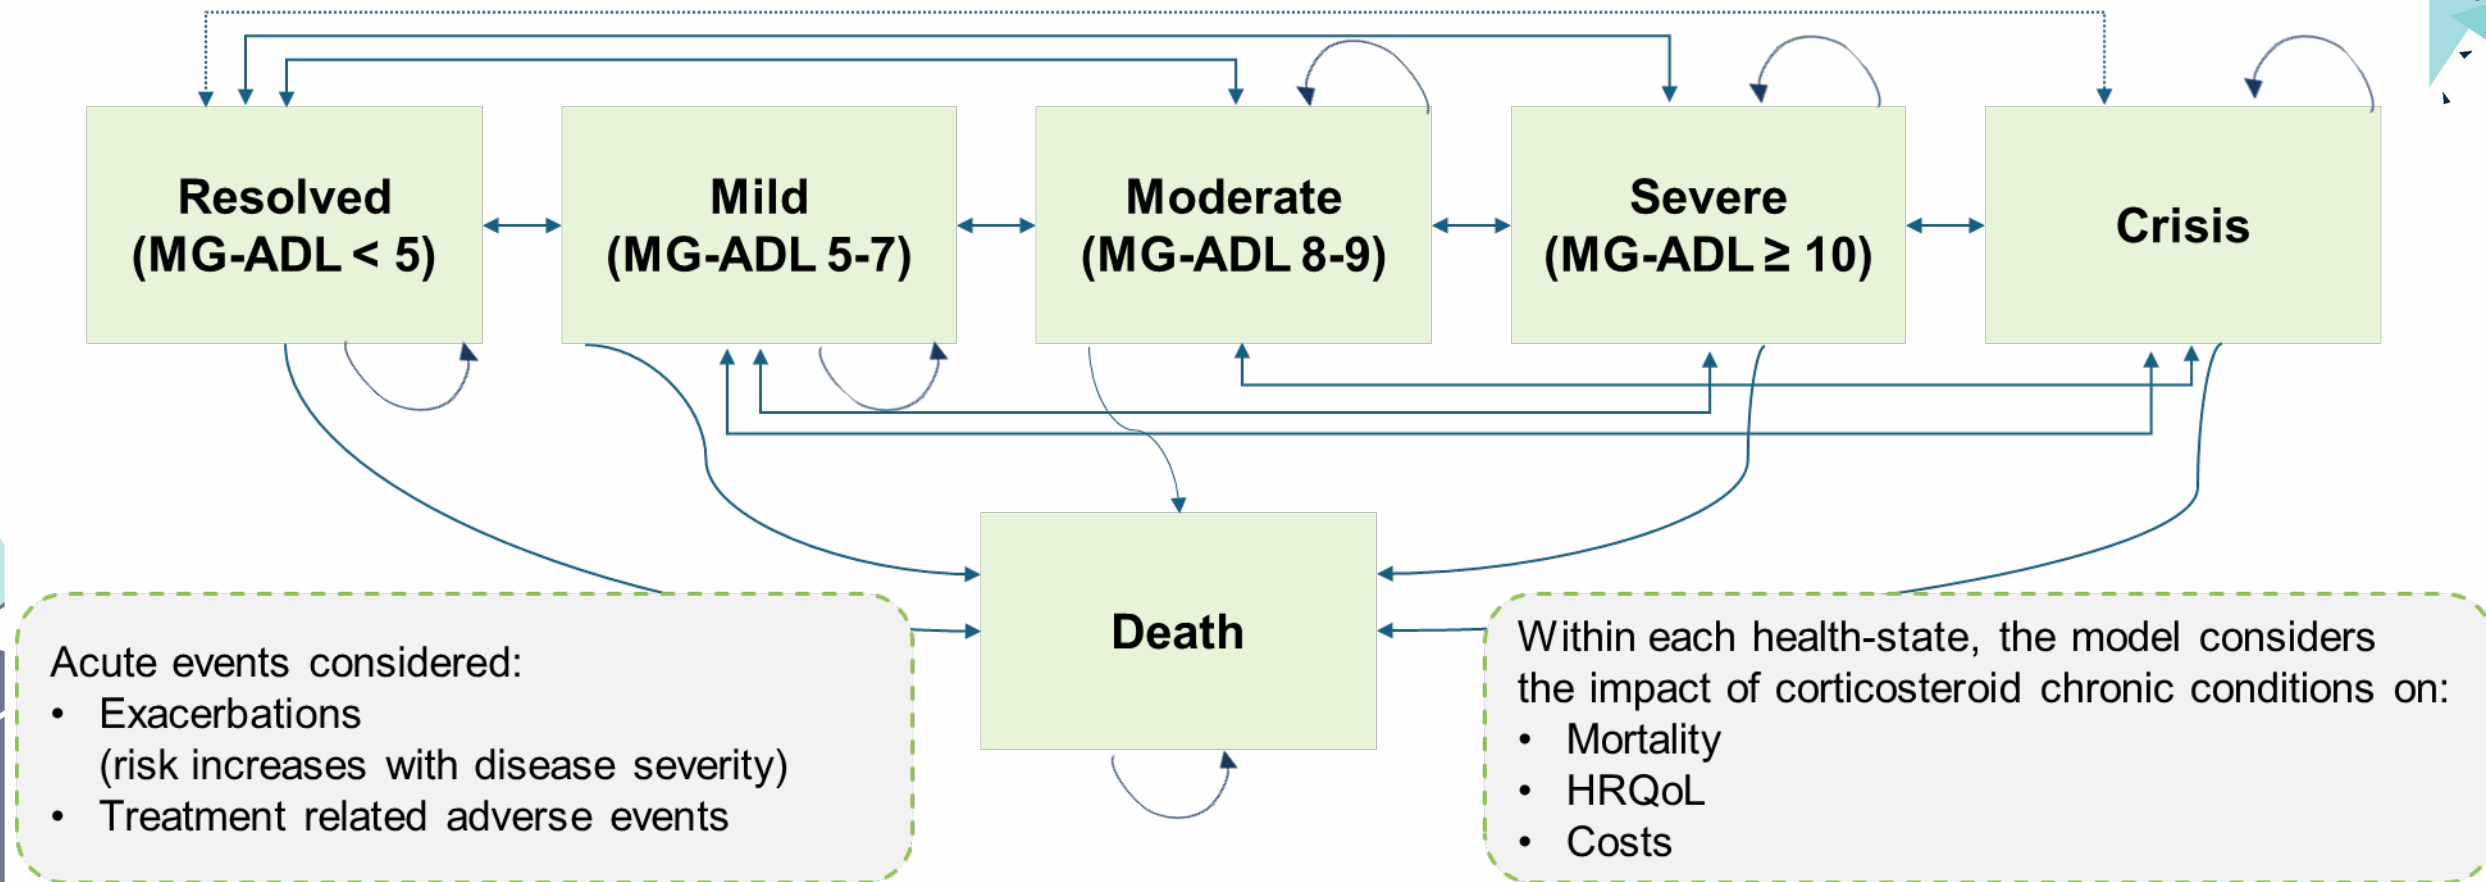 Resolved
(MG-ADL < 5)
Mild
(MG-ADL 5-7)
Moderate
(MG-ADL 8-9)
Severe
(MG-ADL ≥ 10)
Crisis
Death
Acute events considered:
• Exacerbations
(risk increases with disease severity)
• Treatment related adverse events
Within each health-state, the model considers
the impact of corticosteroid chronic conditions on:
• Mortality
• HRQoL
• Costs